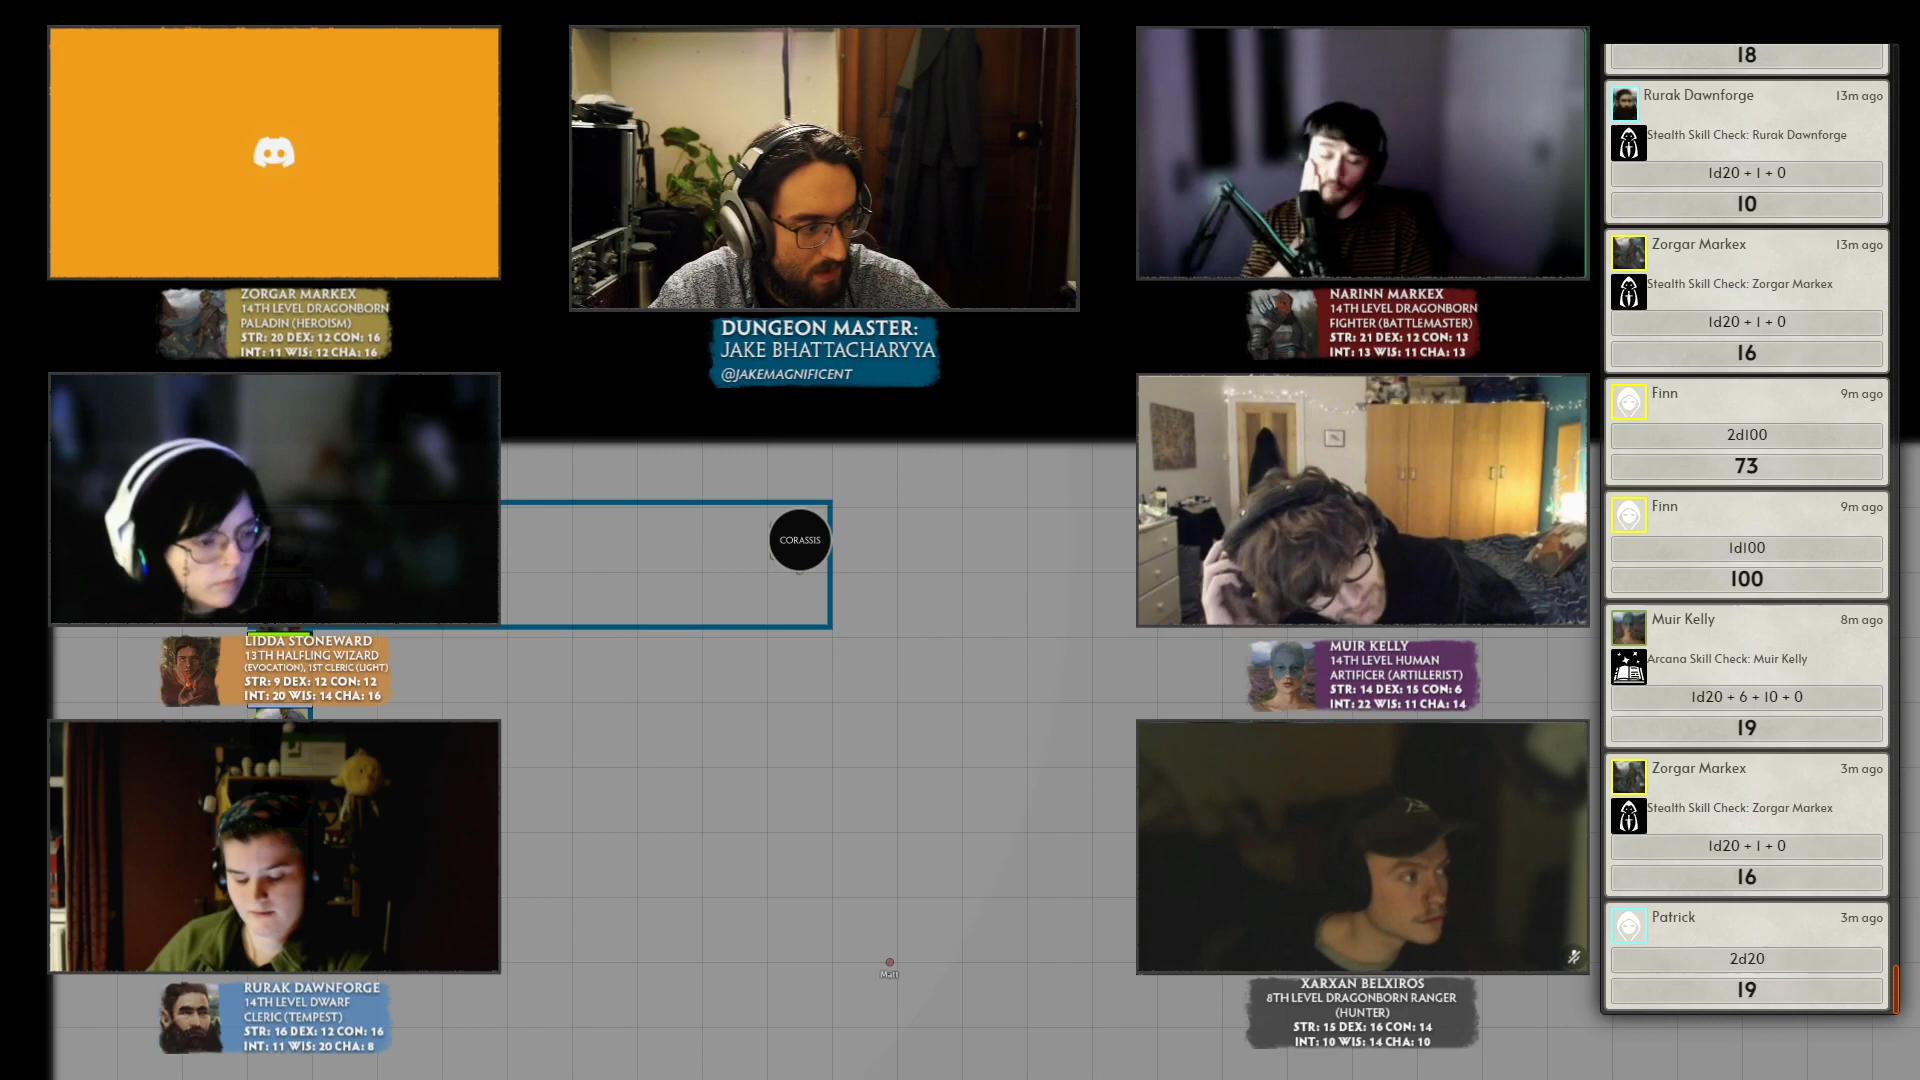 ZORGAR MARKEX
14TH LEVEL DRAGONBORN
PALADIN (HEROISM)
STR: 20 DEX: 12 CON: 16
INT: 11 WIS: 12 CHA: 16
DUNGEON MASTER:
JAKE BHATTACHARYYA
@JAKEMAGNIFICENT
NARINN MARKEX
14TH LEVEL DRAGONBORN
FIGHTER (BATTLEMASTER)
STR: 21 DEX: 12 CON: 13
INT: 13 WIS: 11 CHA: 13
CORASSIS
LIDDA STONEWARD
13TH HALFLING WIZARD
(EVOCATION), 1ST CLERIC (LIGHT)
STR: 9 DEX: 12 CON: 12
INT: 20 WIS: 14 CHA: 16
MUIR KELLY
14TH LEVEL HUMAN
ARTIFICER (ARTILLERIST)
STR: 14 DEX: 15 CON: 6
INT: 22 WIS: 11 CHA: 14
Matt
RURAK DAWNFORGE
14TH LEVEL DWARF
CLERIC (TEMPEST)
STR: 16 DEX: 12 CON: 16
INT: 11 WIS: 20 CHA: 8
XARXAN BELXIROS
8TH LEVEL DRAGONBORN RANGER
(HUNTER)
STR: 15 DEX: 16 CON: 14
INT: 10 WIS: 14 CHA: 10
18
Rurak Dawnforge 13m ago
Stealth Skill Check: Rurak Dawnforge
1d20 + 1 + 0
10
Zorgar Markex 13m ago
Stealth Skill Check: Zorgar Markex
1d20 + 1 + 0
16
Finn 9m ago
2d100
73
Finn 9m ago
1d100
100
Muir Kelly 8m ago
Arcana Skill Check: Muir Kelly
1d20 + 6 + 10 + 0
19
Zorgar Markex 3m ago
Stealth Skill Check: Zorgar Markex
1d20 + 1 + 0
16
Patrick 3m ago
2d20
19